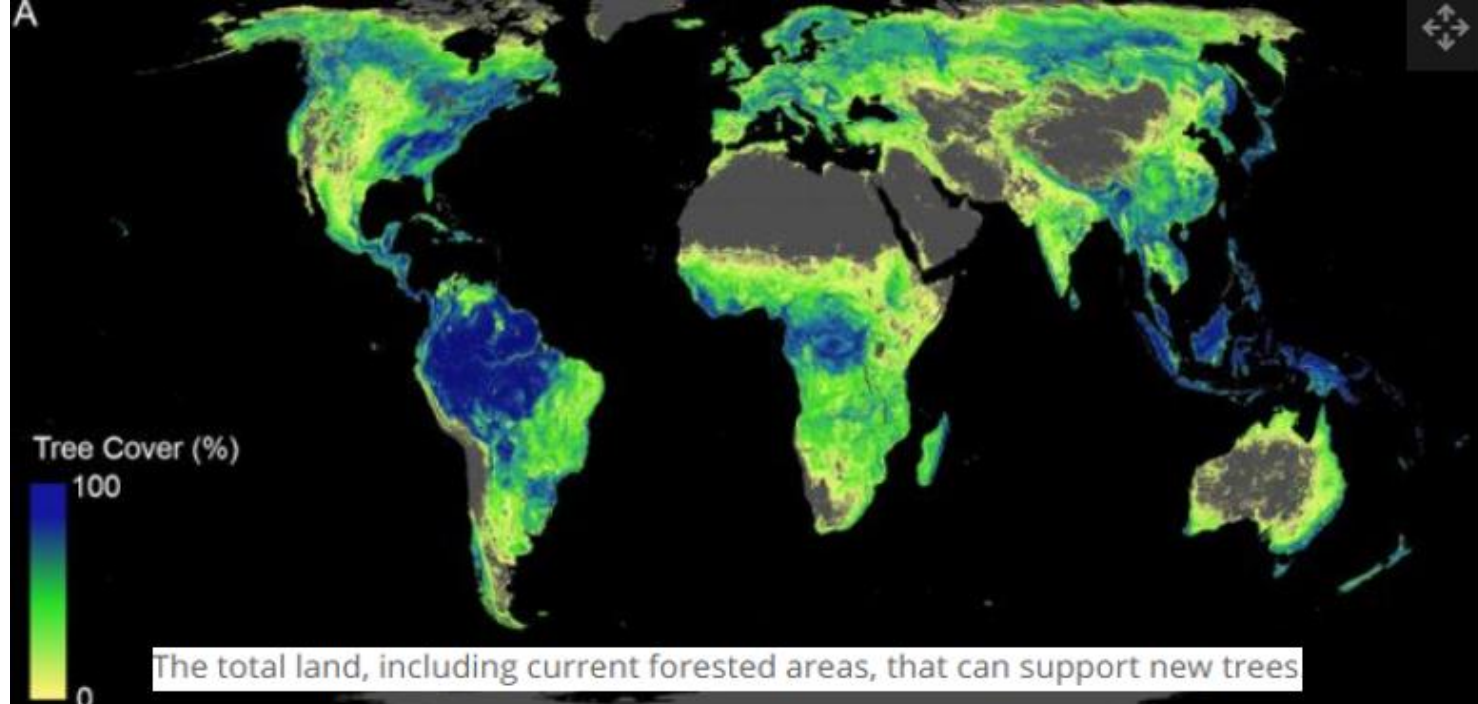 A
Tree Cover (%)
100
0
The total land, including current forested areas, that can support new trees